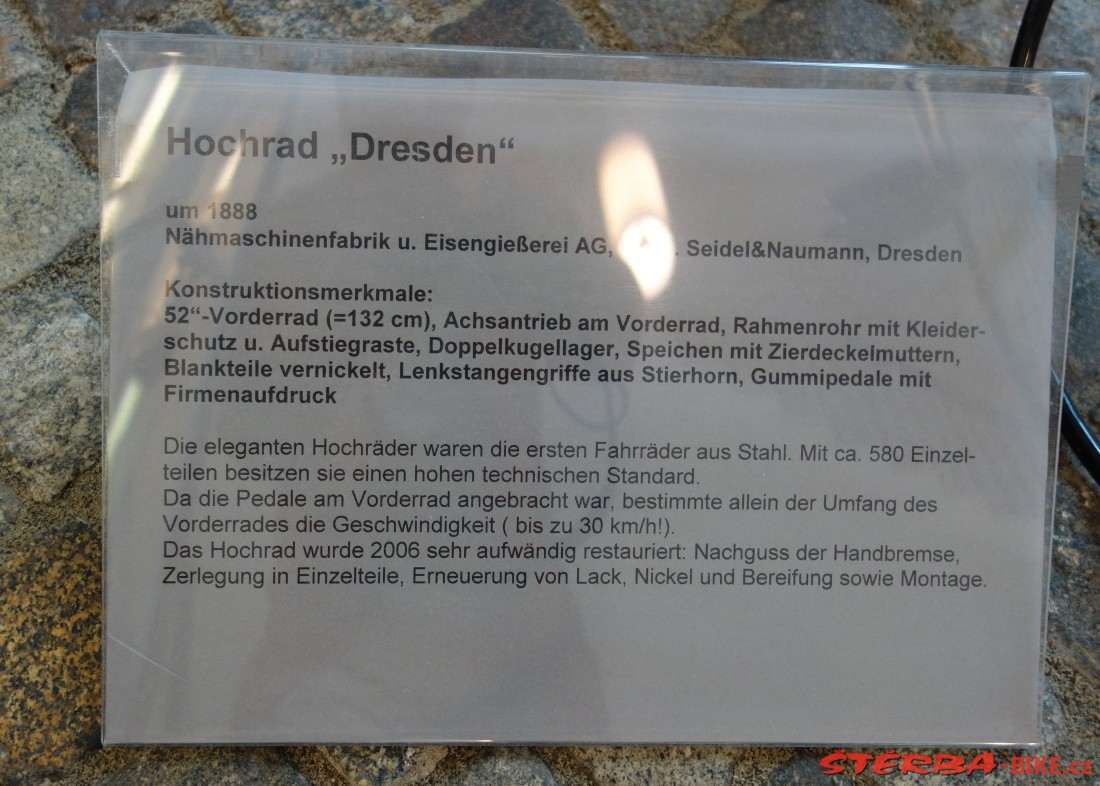 Hochrad „Dresden“
um 1888
Nähmaschinenfabrik u. Eisengießerei AG, Seidel&Naumann, Dresden
Konstruktionsmerkmale:
52“-Vorderrad (=132 cm), Achsantrieb am Vorderrad, Rahmenrohr mit Kleider-
schutz u. Aufstiegraste, Doppelkugellager, Speichen mit Zierdeckelmuttern,
Blankteile vernickelt, Lenkstangengriffe aus Stierhorn, Gummipedale mit
Firmenaufdruck
Die eleganten Hochräder waren die ersten Fahrräder aus Stahl. Mit ca. 580 Einzel-
teilen besitzen sie einen hohen technischen Standard.
Da die Pedale am Vorderrad angebracht war, bestimmte allein der Umfang des
Vorderrades die Geschwindigkeit ( bis zu 30 km/h!).
Das Hochrad wurde 2006 sehr aufwändig restauriert: Nachguss der Handbremse,
Zerlegung in Einzelteile, Erneuerung von Lack, Nickel und Bereifung sowie Montage.
ŠTĚRBA-BIKE.cz